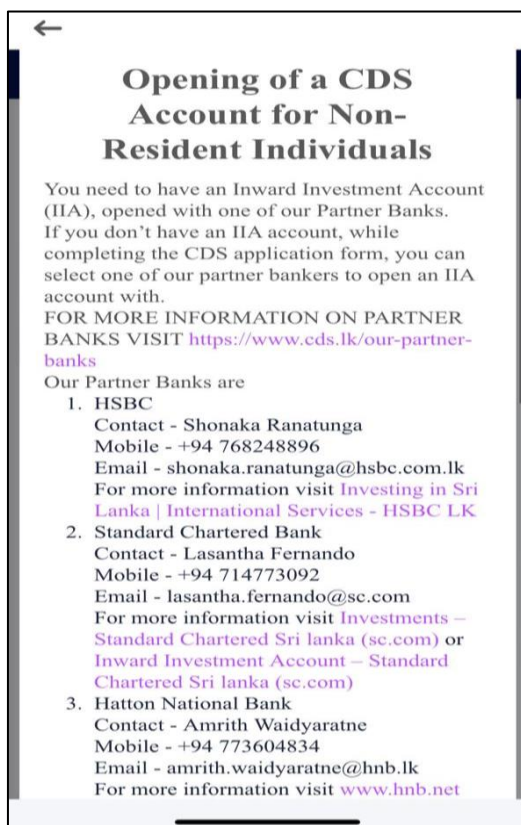 Opening of a CDS
Account for Non-
Resident Individuals
You need to have an Inward Investment Account
(IIA), opened with one of our Partner Banks.
If you don’t have an IIA account, while
completing the CDS application form, you can
select one of our partner bankers to open an IIA
account with.
FOR MORE INFORMATION ON PARTNER
BANKS VISIT https://www.cds.lk/our-partner-
banks
Our Partner Banks are
1. HSBC
Contact - Shonaka Ranatunga
Mobile - +94 768248896
Email - shonaka.ranatunga@hsbc.com.lk
For more information visit Investing in Sri
Lanka | International Services - HSBC LK
2. Standard Chartered Bank
Contact - Lasantha Fernando
Mobile - +94 714773092
Email - lasantha.fernando@sc.com
For more information visit Investments –
Standard Chartered Sri lanka (sc.com) or
Inward Investment Account – Standard
Chartered Sri lanka (sc.com)
3. Hatton National Bank
Contact - Amrith Waidyaratne
Mobile - +94 773604834
Email - amrith.waidyaratne@hnb.lk
For more information visit www.hnb.net